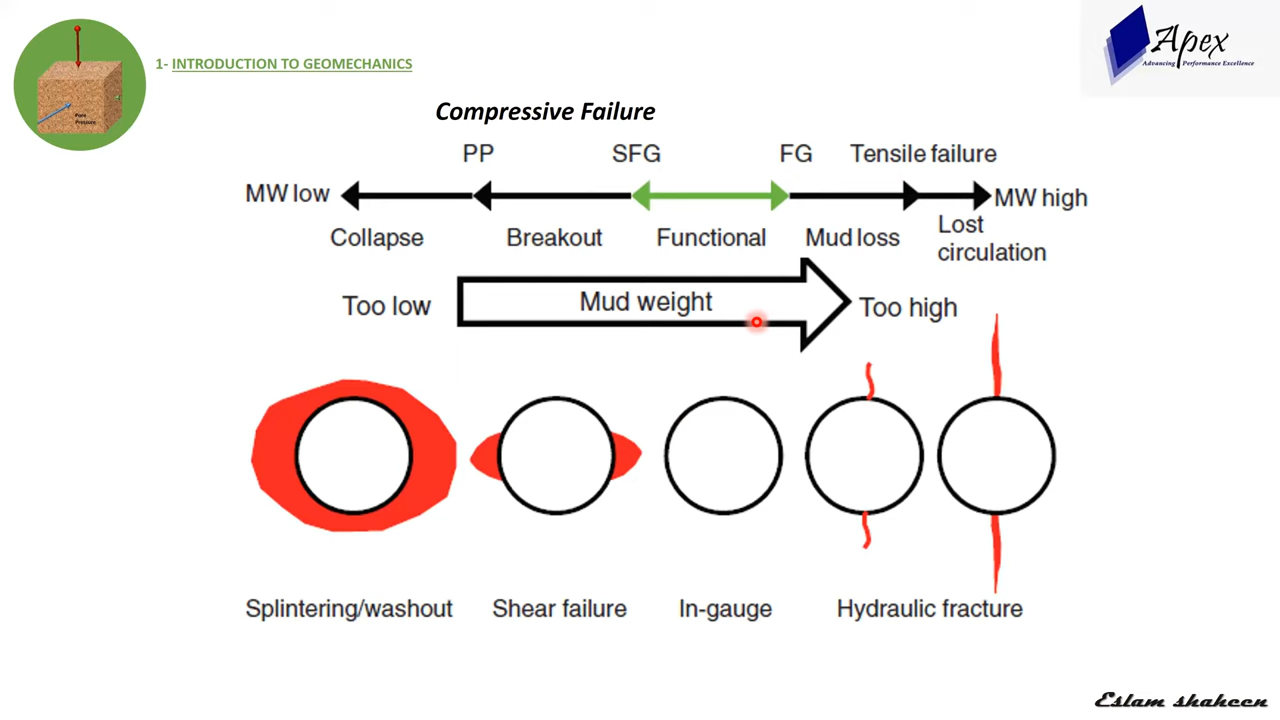 1- INTRODUCTION TO GEOMECHANICS
Pore
Pressure
Apex
Advancing Performance Excellence
Compressive Failure
PP SFG FG Tensile failure
MW low MW high
Collapse Breakout Functional Mud loss Lost
circulation
Too low Mud weight Too high
Splintering/washout Shear failure In-gauge Hydraulic fracture
Eslam shaheen